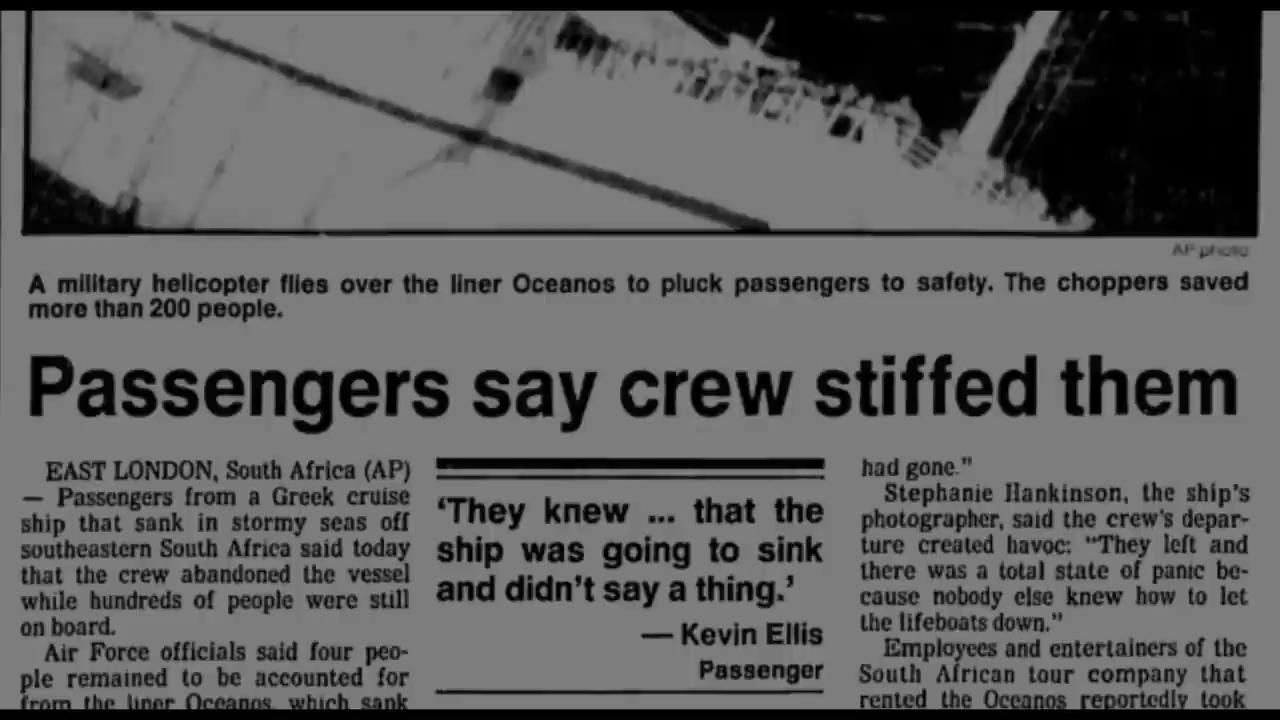 AP photo
A military helicopter flies over the liner Oceanos to pluck passengers to safety. The choppers saved
more than 200 people.
Passengers say crew stiffed them
EAST LONDON, South Africa (AP)
— Passengers from a Greek cruise
ship that sank in stormy seas off
southeastern South Africa said today
that the crew abandoned the vessel
while hundreds of people were still
on board.
Air Force officials said four peo-
ple remained to be accounted for
from the liner Oceanos, which sank
'They knew ... that the
ship was going to sink
and didn't say a thing.'
— Kevin Ellis
Passenger
had gone."
Stephanie Hankinson, the ship's
photographer, said the crew's depar-
ture created havoc: "They left and
there was a total state of panic be-
cause nobody else knew how to let
the lifeboats down."
Employees and entertainers of the
South African tour company that
rented the Oceanos reportedly took